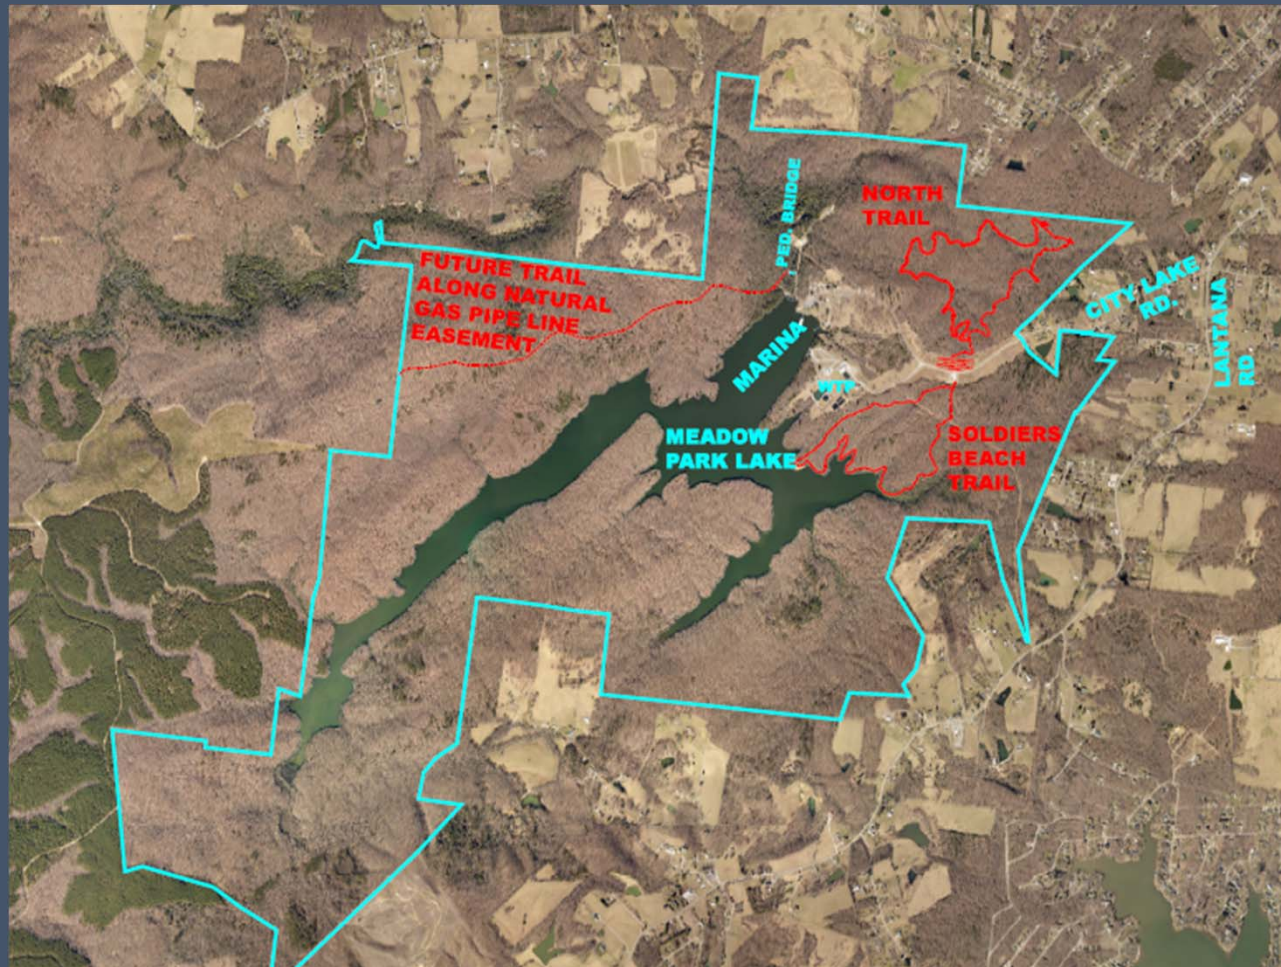 PED. BRIDGE
NORTH
TRAIL
FUTURE TRAIL
ALONG NATURAL
GAS PIPE LINE
EASEMENT
CITY LAKE
RD.
LANTANA
RD.
MARINA
WTP
MEADOW
PARK LAKE
SOLDIERS
BEACH
TRAIL